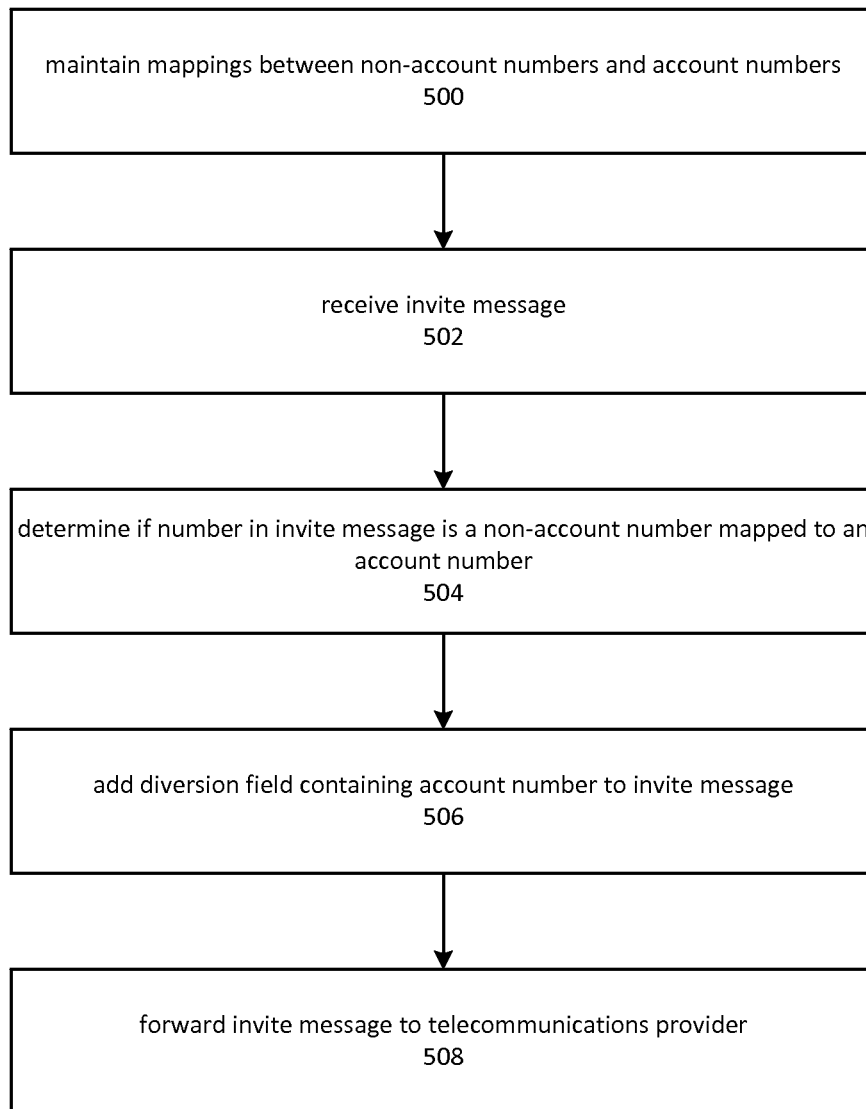 maintain mappings between non-account numbers and account numbers
500
receive invite message
502
determine if number in invite message is a non-account number mapped to an
account number
504
add diversion field containing account number to invite message
506
forward invite message to telecommunications provider
508